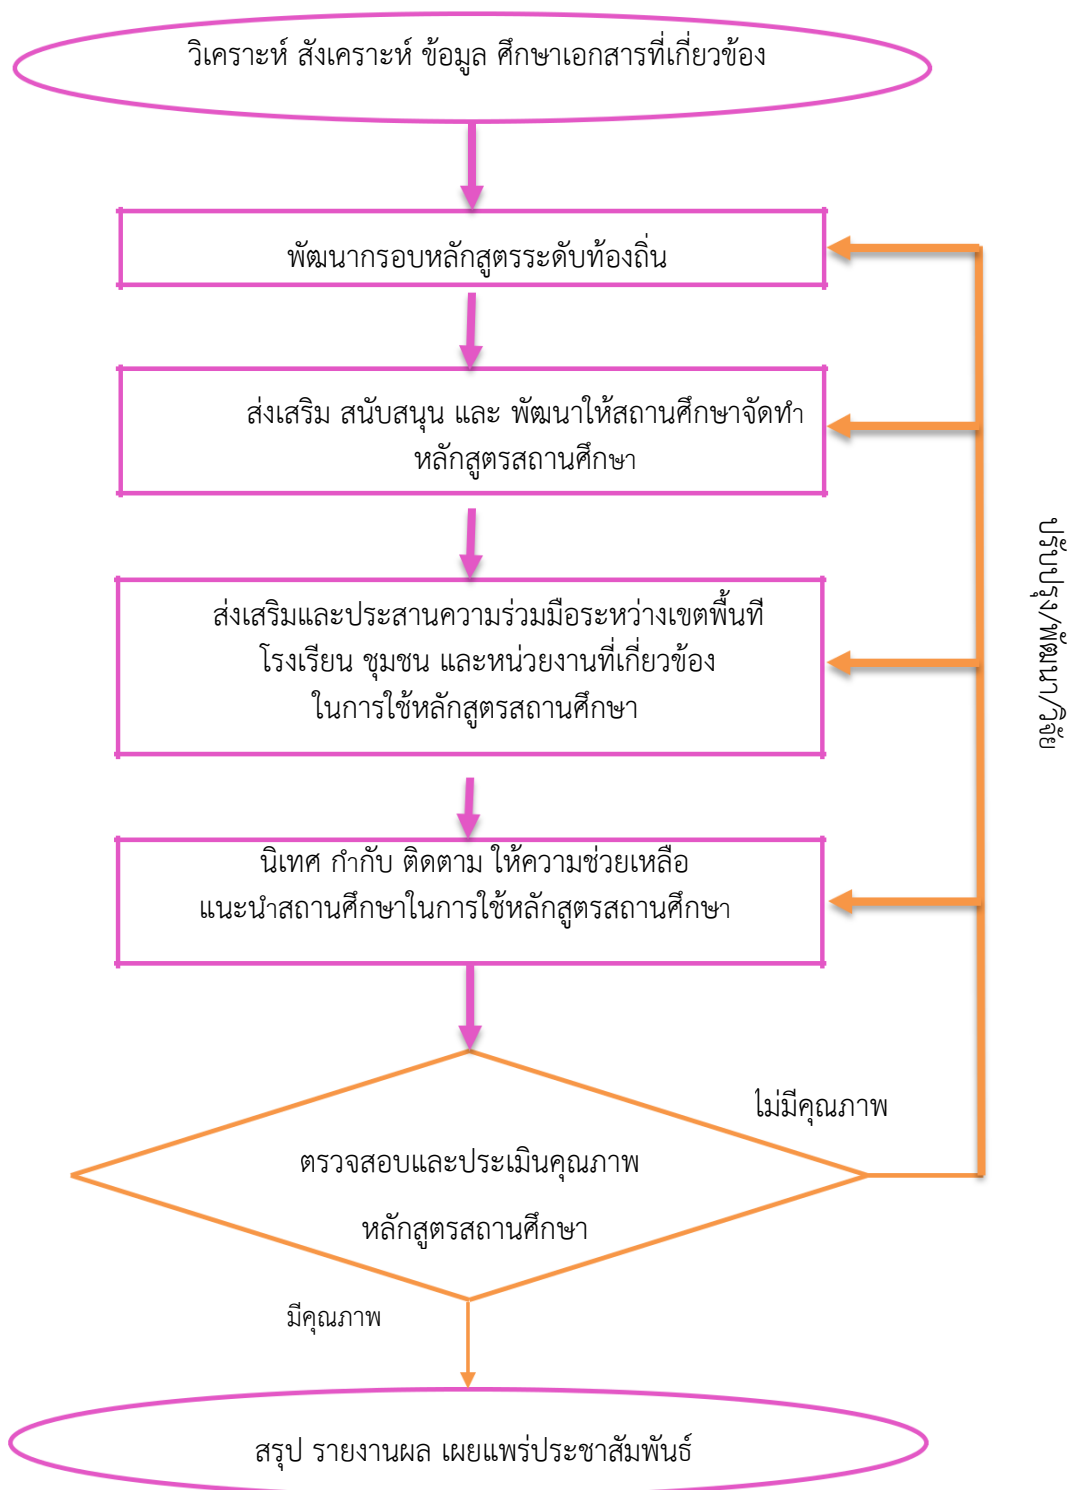 วิเคราะห์ สังเคราะห์ ข้อมูล ศึกษาเอกสารที่เกี่ยวข้อง
พัฒนากรอบหลักสูตรระดับท้องถิ่น
ส่งเสริม สนับสนุน และ พัฒนาให้สถานศึกษาจัดทำ
หลักสูตรสถานศึกษา
ส่งเสริมและประสานความร่วมมือระหว่างเขตพื้นที
โรงเรียน ชุมชน และหน่วยงานที่เกี่ยวข้อง
ในการใช้หลักสูตรสถานศึกษา
ปรับปรุง/พัฒนา/วิจัย
นิเทศ กำกับ ติดตาม ให้ความช่วยเหลือ
แนะนำสถานศึกษาในการใช้หลักสูตรสถานศึกษา
ไม่มีคุณภาพ
ตรวจสอบและประเมินคุณภาพ
หลักสูตรสถานศึกษา
มีคุณภาพ
สรุป รายงานผล เผยแพร่ประชาสัมพันธ์